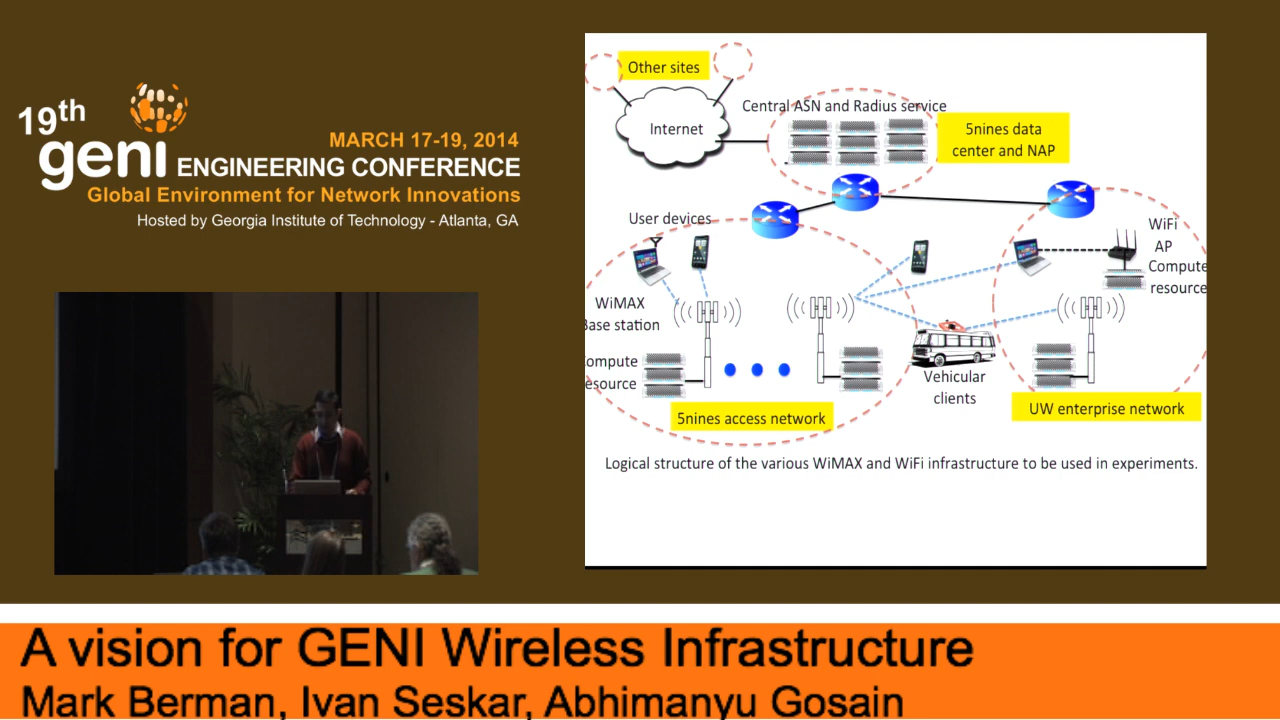 19th
geni ENGINEERING CONFERENCE
MARCH 17-19, 2014
Global Environment for Network Innovations
Hosted by Georgia Institute of Technology - Atlanta, GA
Other sites
Internet
Central ASN and Radius service
5nines data
center and NAP
User devices
WiFi
AP
Compute
resource
WiMAX
Base station
Compute
resource
Vehicular
clients
5nines access network
UW enterprise network
Logical structure of the various WiMAX and WiFi infrastructure to be used in experiments.
A vision for GENI Wireless Infrastructure
Mark Berman, Ivan Seskar, Abhimanyu Gosain